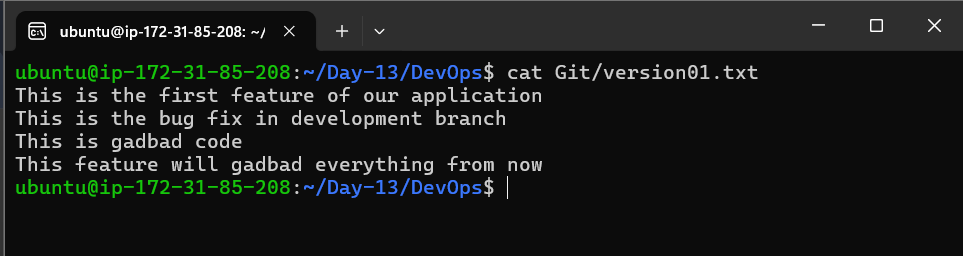 ubuntu@ip-172-31-85-208: ~/
ubuntu@ip-172-31-85-208:~/Day-13/DevOps$ cat Git/version01.txt
This is the first feature of our application
This is the bug fix in development branch
This is gadbad code
This feature will gadbad everything from now
ubuntu@ip-172-31-85-208:~/Day-13/DevOps$